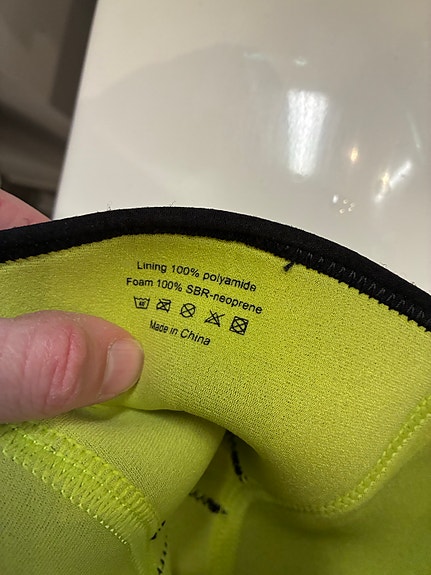 Lining 100% polyamide
Foam 100% SBR-neoprene
Made in China